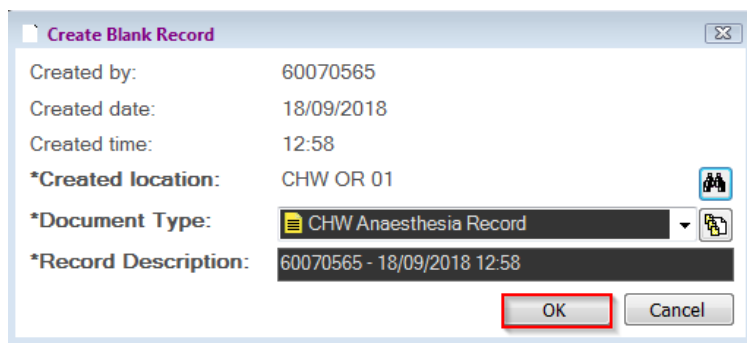 Create Blank Record
Created by: 60070565
Created date: 18/09/2018
Created time: 12:58
*Created location: CHW OR 01
*Document Type: CHW Anaesthesia Record
*Record Description: 60070565 - 18/09/2018 12:58
OK Cancel